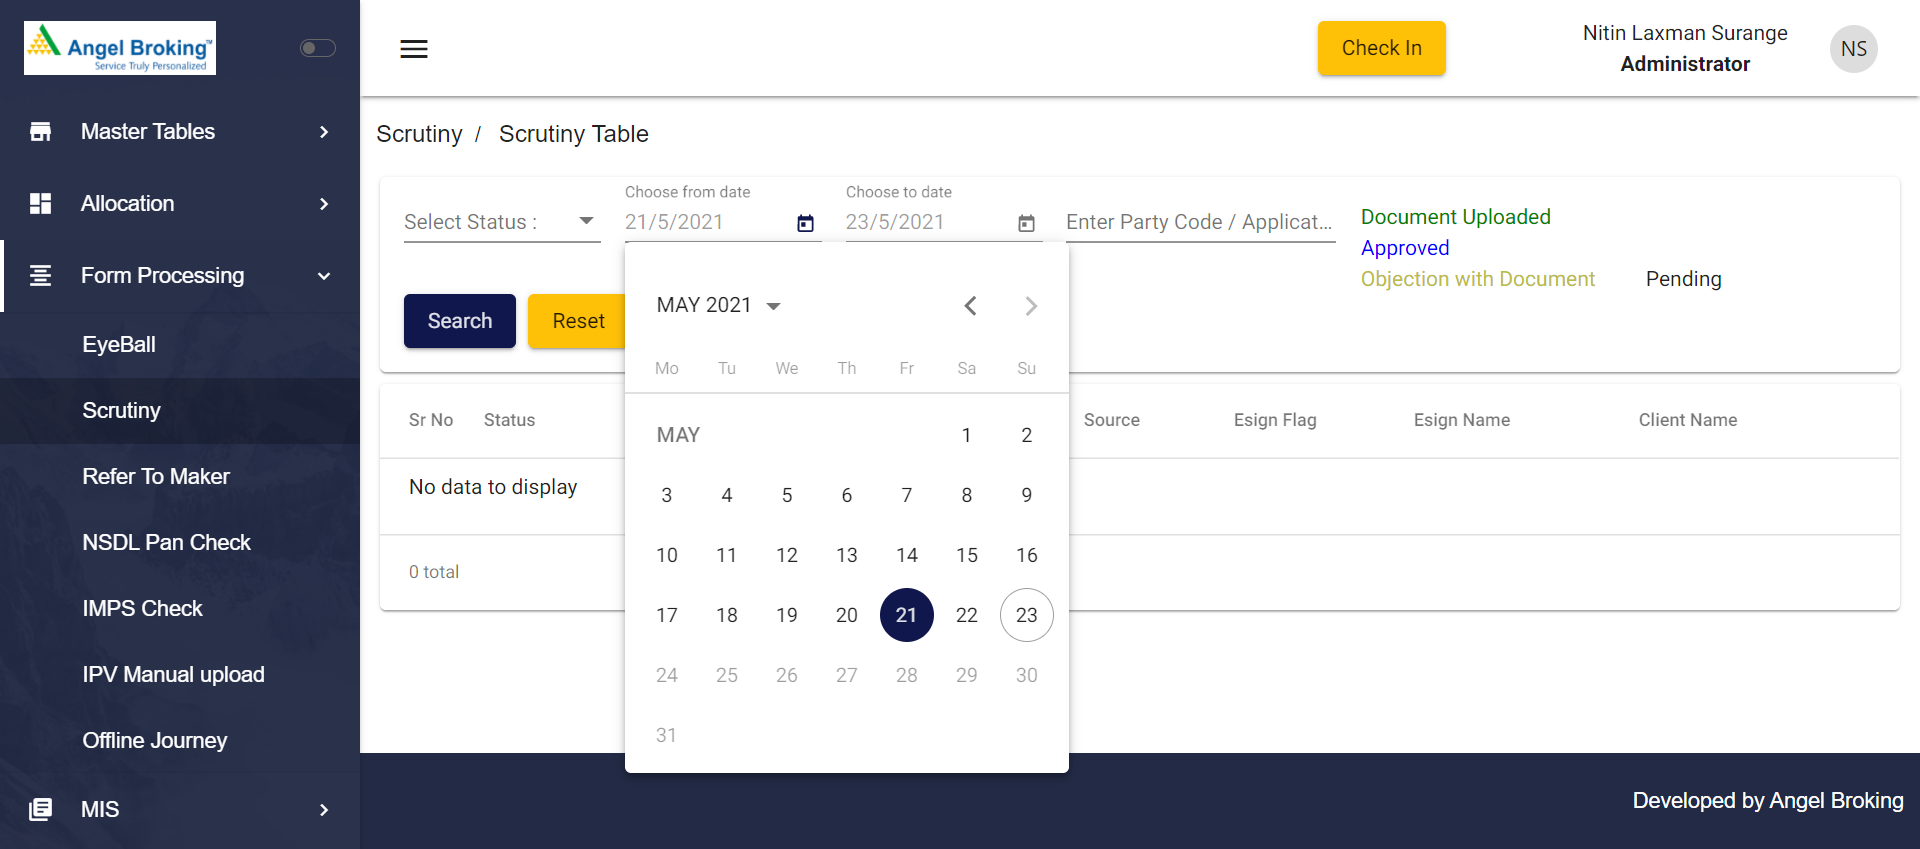 Angel Broking™
Service Truly Personalized
Master Tables
Allocation
Form Processing
EyeBall
Scrutiny
Refer To Maker
NSDL Pan Check
IMPS Check
IPV Manual upload
Offline Journey
MIS
Check In
Nitin Laxman Surange
Administrator
NS
Scrutiny / Scrutiny Table
Select Status :
Choose from date
21/5/2021
Choose to date
23/5/2021
Enter Party Code / Applicat...
Document Uploaded
Approved
Objection with Document
Pending
Search
Reset
MAY 2021
Mo Tu We Th Fr Sa Su
MAY 1 2
3 4 5 6 7 8 9
10 11 12 13 14 15 16
17 18 19 20 21 22 23
24 25 26 27 28 29 30
31
Sr No Status Source Esign Flag Esign Name Client Name
No data to display
0 total
Developed by Angel Broking